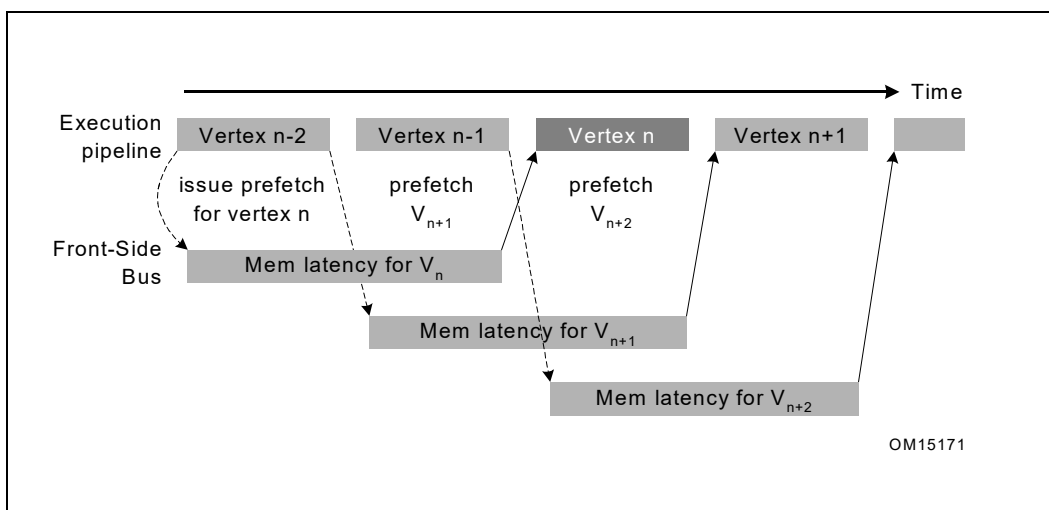 Time
Execution
pipeline
Vertex n-2
Vertex n-1
Vertex n
Vertex n+1
issue prefetch
for vertex n
prefetch
Vn+1
prefetch
Vn+2
Front-Side
Bus
Mem latency for Vn
Mem latency for Vn+1
Mem latency for Vn+2
OM15171